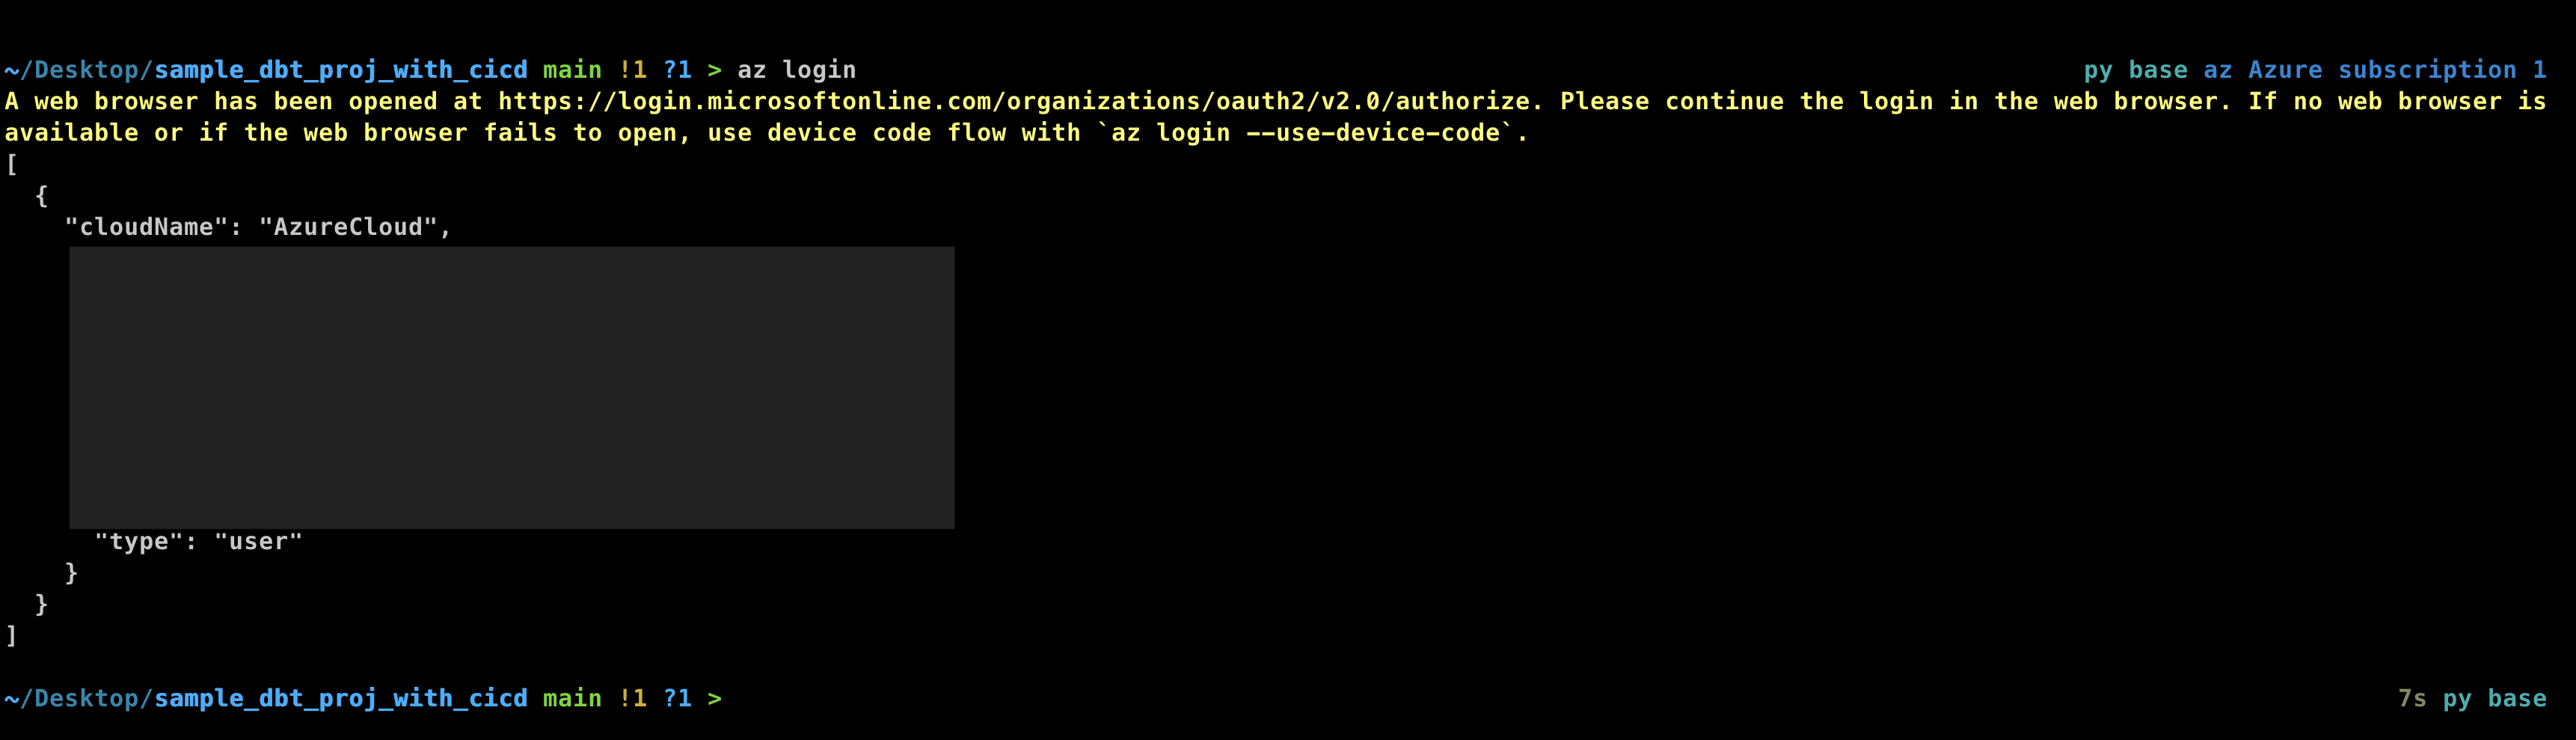 ~/Desktop/sample_dbt_proj_with_cicd main !1 ?1 > az login py base az Azure subscription 1
A web browser has been opened at https://login.microsoftonline.com/organizations/oauth2/v2.0/authorize. Please continue the login in the web browser. If no web browser is
available or if the web browser fails to open, use device code flow with `az login --use-device-code`.
[
{
"cloudName": "AzureCloud",
"type": "user"
}
}
]
~/Desktop/sample_dbt_proj_with_cicd main !1 ?1 > 7s py base